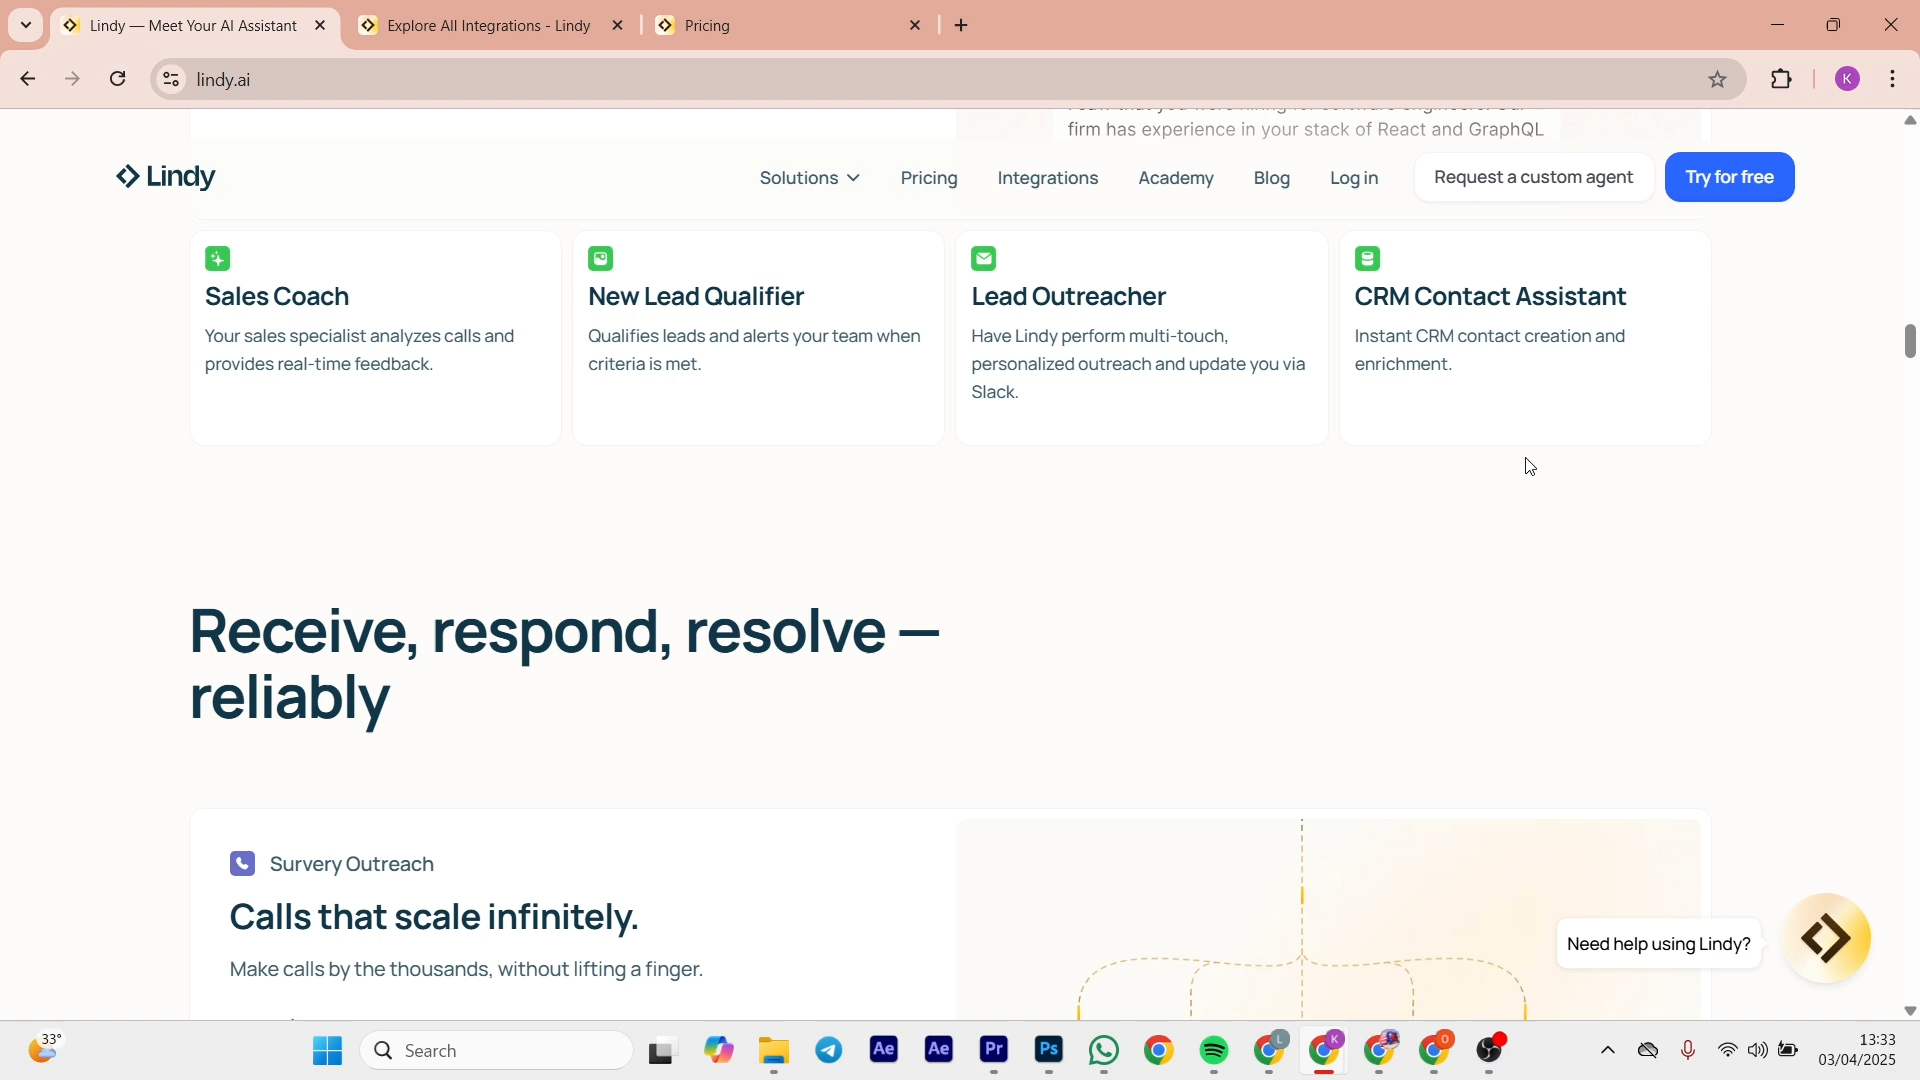 Lindy — Meet Your AI Assistant
Explore All Integrations - Lindy
Pricing
lindy.ai
K
firm has experience in your stack of React and GraphQL
Lindy
Solutions
Pricing
Integrations
Academy
Blog
Log in
Request a custom agent
Try for free
Sales Coach
Your sales specialist analyzes calls and
provides real-time feedback.
New Lead Qualifier
Qualifies leads and alerts your team when
criteria is met.
Lead Outreacher
Have Lindy perform multi-touch,
personalized outreach and update you via
Slack.
CRM Contact Assistant
Instant CRM contact creation and
enrichment.
Receive, respond, resolve —
reliably
Survery Outreach
Calls that scale infinitely.
Make calls by the thousands, without lifting a finger.
Need help using Lindy?
33°
Search
Ae
Ae
Pr
Ps
L
K
O
13:33
03/04/2025